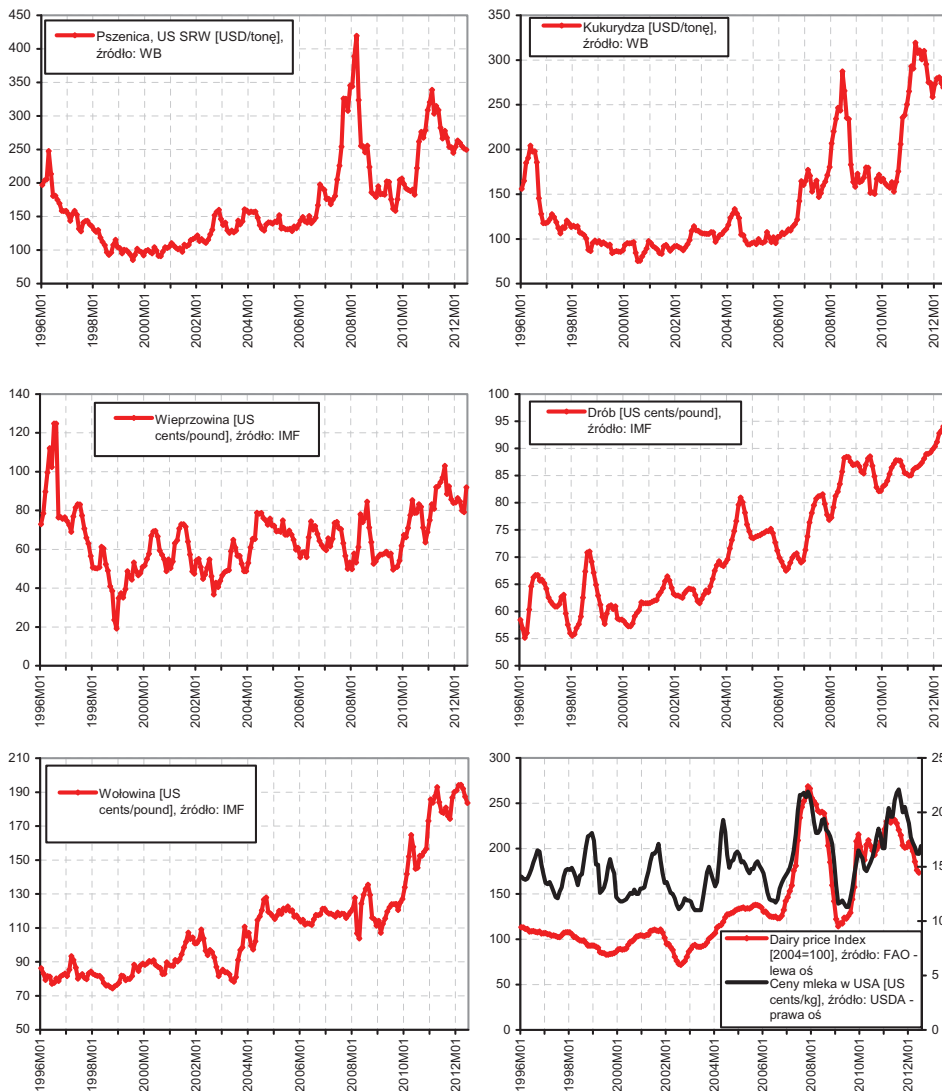 Pszenica, US SRW [USD/tonę],
źródło: WB
450
400
350
300
250
200
150
100
50
1996M01
1998M01
2000M01
2002M01
2004M01
2006M01
2008M01
2010M01
2012M01
Kukurydza [USD/tonę],
źródło: WB
350
300
250
200
150
100
50
1996M01
1998M01
2000M01
2002M01
2004M01
2006M01
2008M01
2010M01
2012M01
Wieprzowina [US
cents/pound], źródło: IMF
140
120
100
80
60
40
20
0
1996M01
1998M01
2000M01
2002M01
2004M01
2006M01
2008M01
2010M01
2012M01
Drób [US cents/pound],
źródło: IMF
100
95
90
85
80
75
70
65
60
55
50
1996M01
1998M01
2000M01
2002M01
2004M01
2006M01
2008M01
2010M01
2012M01
Wołowina [US
cents/pound], źródło: IMF
210
190
170
150
130
110
90
70
50
1996M01
1998M01
2000M01
2002M01
2004M01
2006M01
2008M01
2010M01
2012M01
300
250
200
150
100
50
0
25
20
15
10
5
0
Dairy price Index
[2004=100], źródło: FAO -
lewa oś
Ceny mleka w USA [US
cents/kg], źródło: USDA -
prawa oś
1996M01
1998M01
2000M01
2002M01
2004M01
2006M01
2008M01
2010M01
2012M01